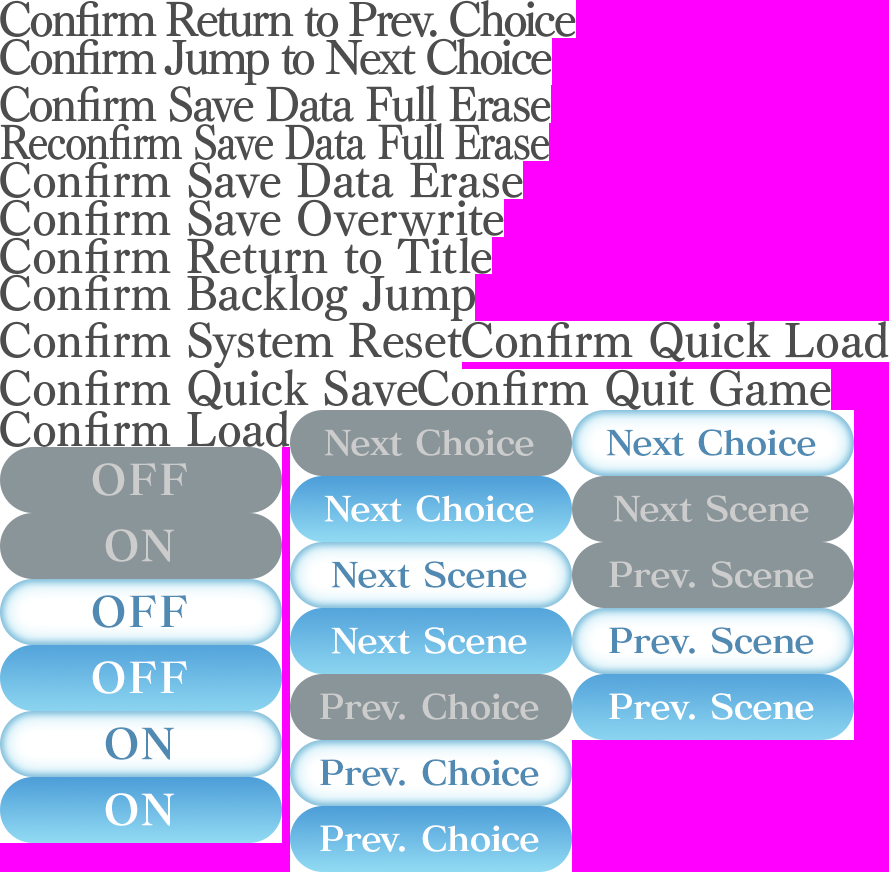 Confirm Return to Prev. Choice
Confirm Jump to Next Choice
Confirm Save Data Full Erase
Reconfirm Save Data Full Erase
Confirm Save Data Erase
Confirm Save Overwrite
Confirm Return to Title
Confirm Backlog Jump
Confirm System Reset
Confirm Quick Load
Confirm Quick Save
Confirm Quit Game
Confirm Load
OFF
ON
OFF
OFF
ON
ON
Next Choice
Next Choice
Next Scene
Next Scene
Prev. Choice
Prev. Choice
Prev. Choice
Next Choice
Next Scene
Prev. Scene
Prev. Scene
Prev. Scene